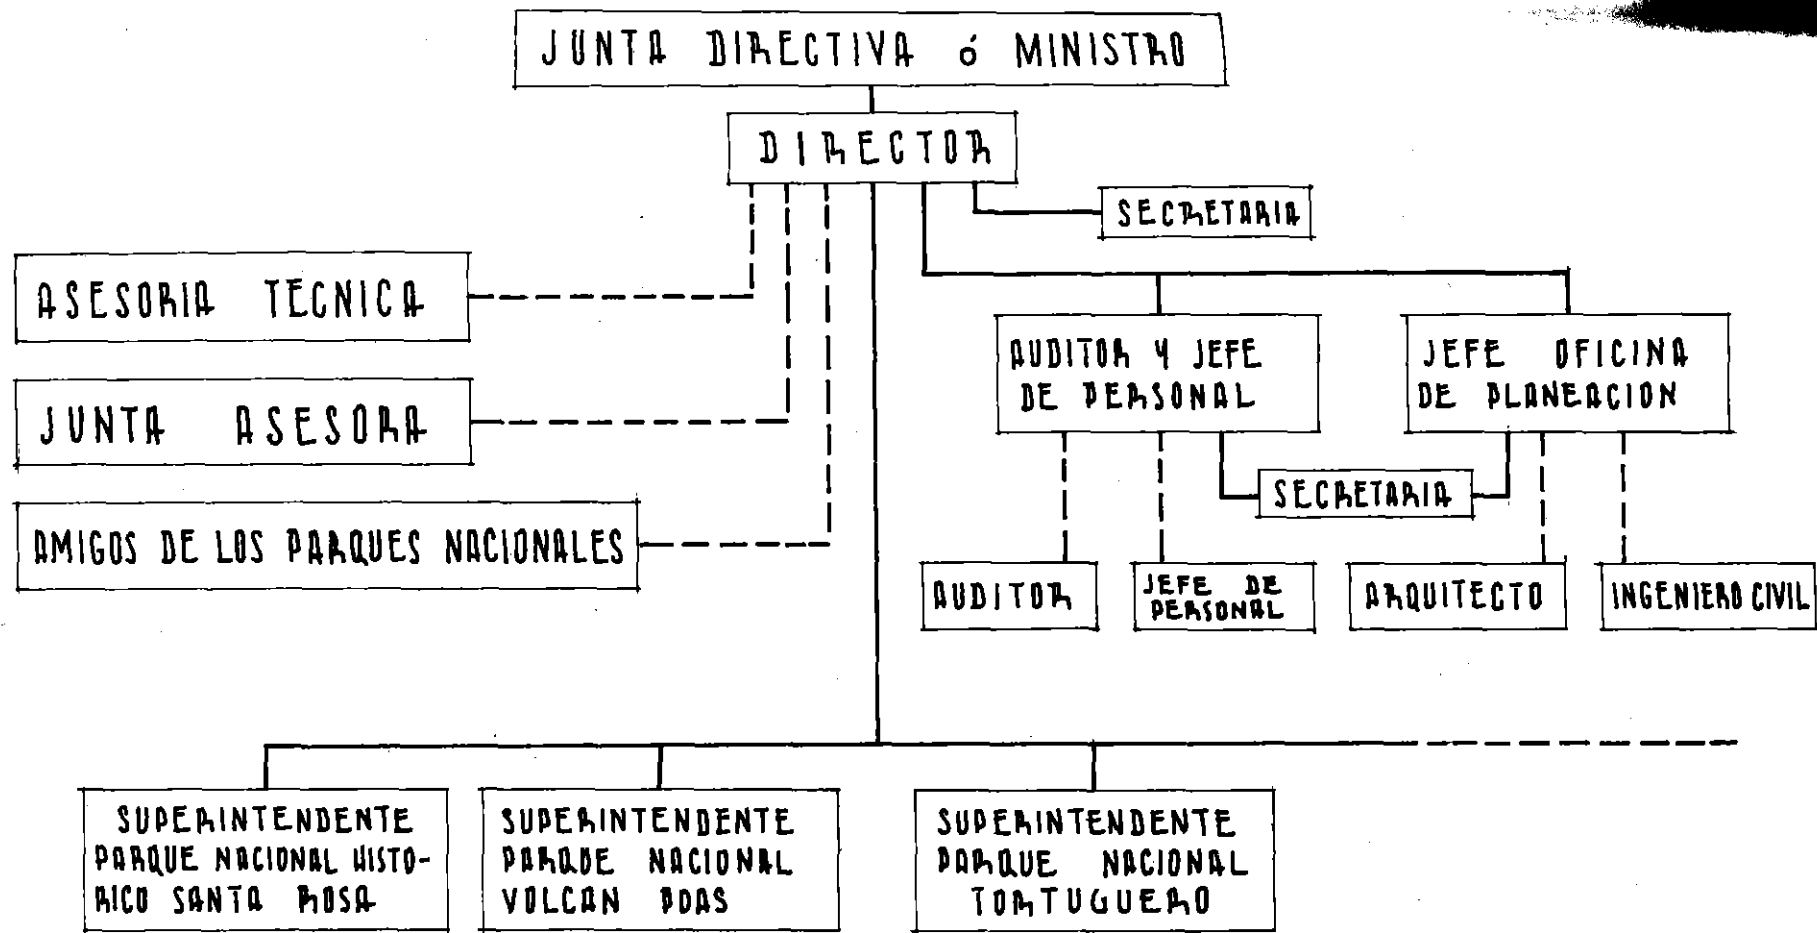 JUNTA DIRECTIVA ó MINISTRO
DIRECTOR
SECRETARIA
ASESORIA TECNICA
JUNTA ASESORA
AMIGOS DE LOS PARQUES NACIONALES
AUDITOR Y JEFE
DE PERSONAL
JEFE OFICINA
DE PLANEACION
SECRETARIA
AUDITOR
JEFE DE
PERSONAL
ARQUITECTO
INGENIERO CIVIL
SUPERINTENDENTE
PARQUE NACIONAL HISTO-
RICO SANTA ROSA
SUPERINTENDENTE
PARQUE NACIONAL
VOLCAN POAS
SUPERINTENDENTE
PARQUE NACIONAL
TORTUGUERO